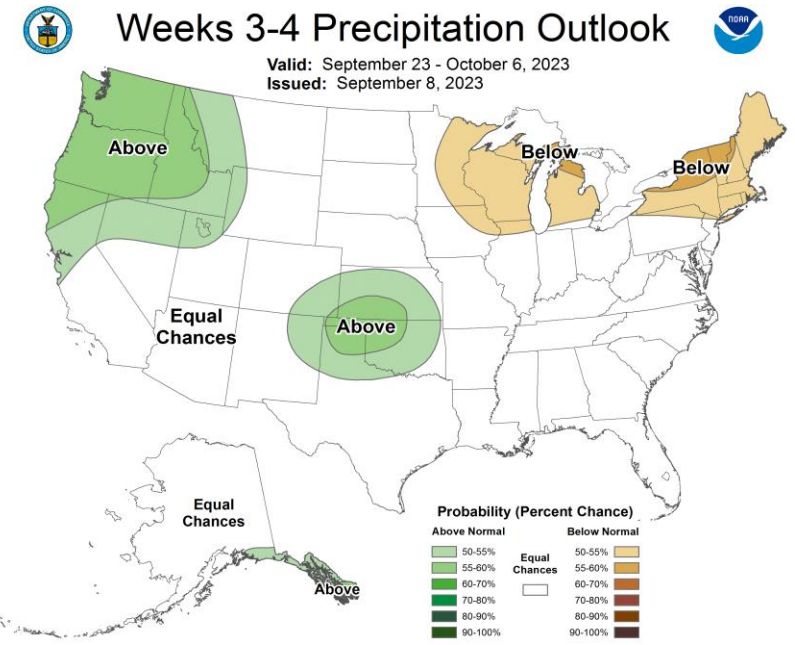 Weeks 3-4 Precipitation Outlook
NOAA
Valid: September 23 - October 6, 2023
Issued: September 8, 2023
Above
Below
Below
Equal
Chances
Above
Equal
Chances
Above
Probability (Percent Chance)
Above Normal
Below Normal
50-55%
55-60%
60-70%
70-80%
80-90%
90-100%
Equal
Chances
50-55%
55-60%
60-70%
70-80%
80-90%
90-100%